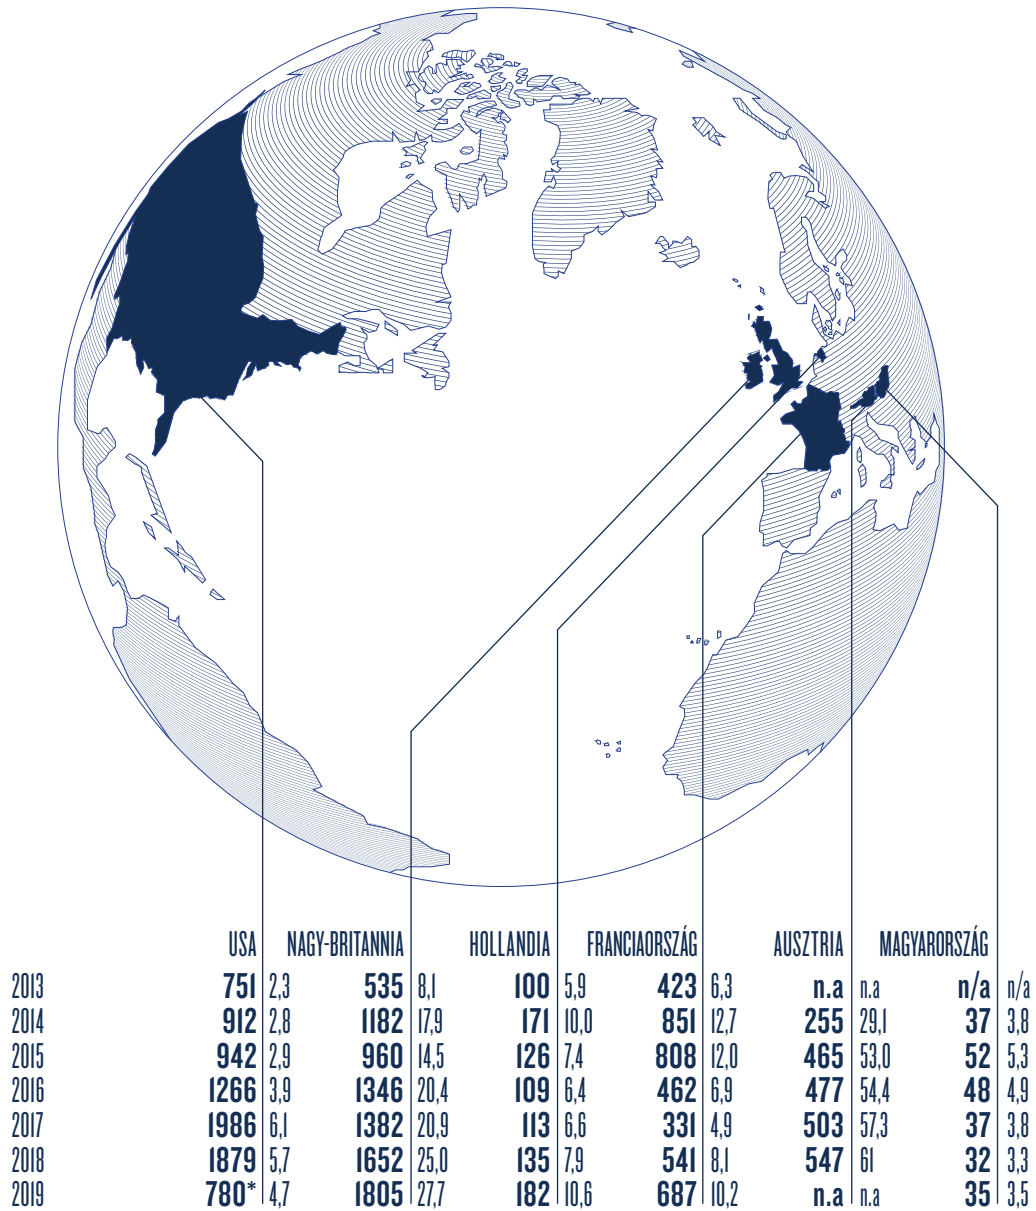 USA NAGY-BRITANNIA HOLLANDIA FRANCIAORSZÁG AUSZTRIA MAGYARORSZÁG
2013 751 2,3 535 8,1 100 5,9 423 6,3 n.a n.a n/a n/a
2014 912 2,8 1182 17,9 171 10,0 851 12,7 255 29,1 37 3,8
2015 942 2,9 960 14,5 126 7,4 808 12,0 465 53,0 52 5,3
2016 1266 3,9 1346 20,4 109 6,4 462 6,9 477 54,4 48 4,9
2017 1986 6,1 1382 20,9 113 6,6 331 4,9 503 57,3 37 3,8
2018 1879 5,7 1652 25,0 135 7,9 541 8,1 547 61 32 3,3
2019 780* 4,7 1805 27,7 182 10,6 687 10,2 n.a n.a 35 3,5